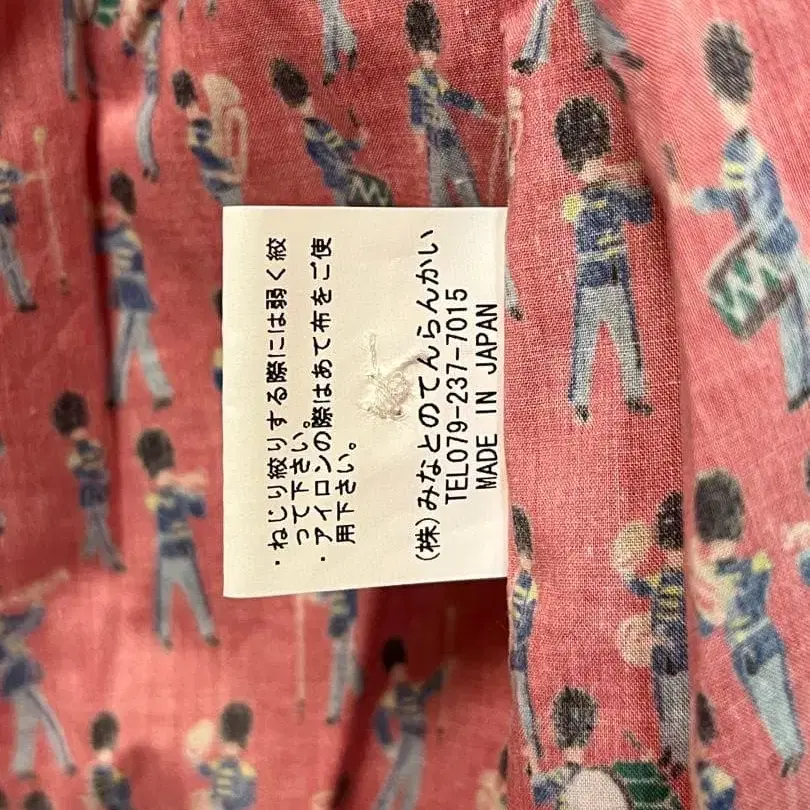 ・ねじり絞りする際には弱く絞
って下さい。
・アイロンの際はあて布をご使
用下さい。
(株)みなとのてんらんかい
TEL079-237-7015
MADE IN JAPAN